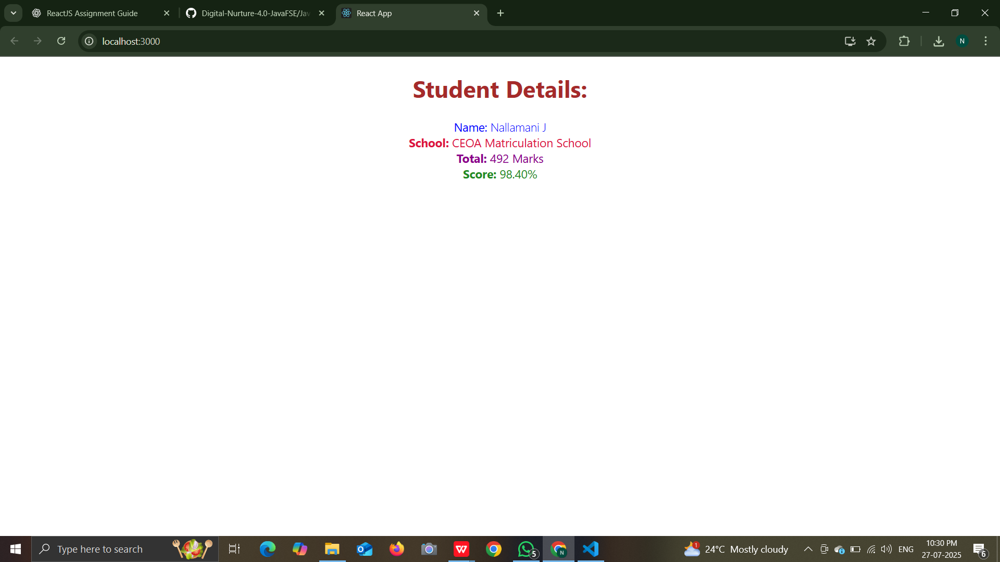 ReactJS Assignment Guide
Digital-Nurture-4.0-JavaFSE/Jav
React App
localhost:3000
N
Student Details:
Name: Nallamani J
School: CEOA Matriculation School
Total: 492 Marks
Score: 98.40%
Type here to search
5
N
1
24°C Mostly cloudy
ENG
10:30 PM
27-07-2025
6